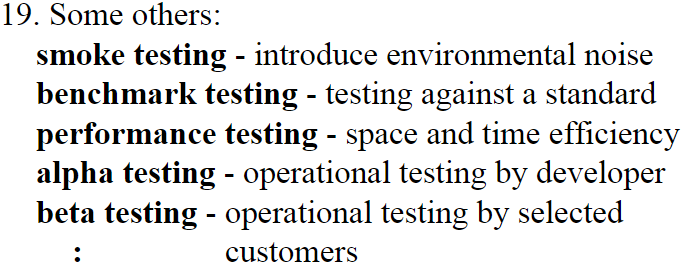 19. Some others:
smoke testing - introduce environmental noise
benchmark testing - testing against a standard
performance testing - space and time efficiency
alpha testing - operational testing by developer
beta testing - operational testing by selected
: customers